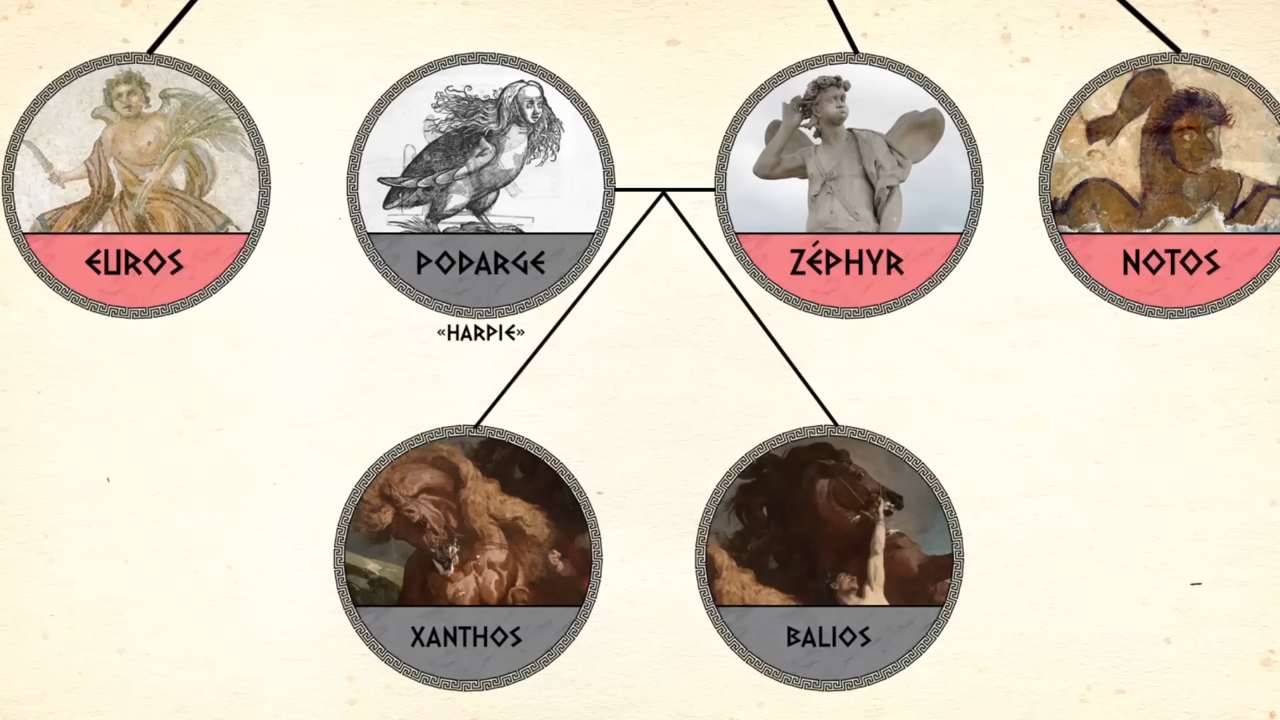 EUROS
PODARGE
ZÉPHYR
NOTOS
«HARPIE»
XANTHOS
BALIOS